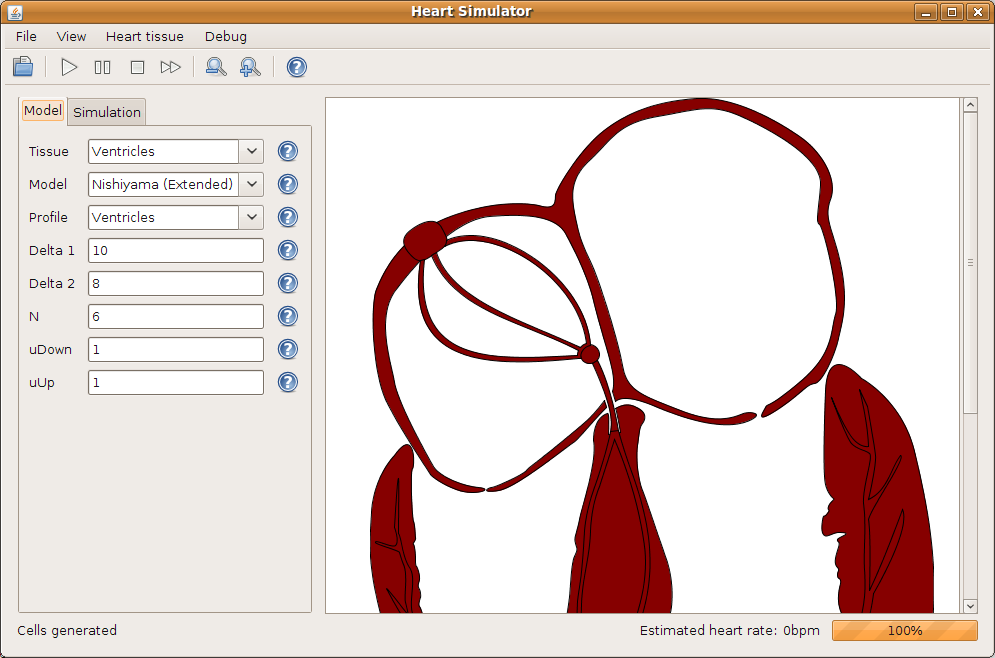 Heart Simulator
File View Heart tissue Debug
Model Simulation
Tissue Ventricles
Model Nishiyama (Extended)
Profile Ventricles
Delta 1 10
Delta 2 8
N 6
uDown 1
uUp 1
Cells generated Estimated heart rate: 0bpm 100%